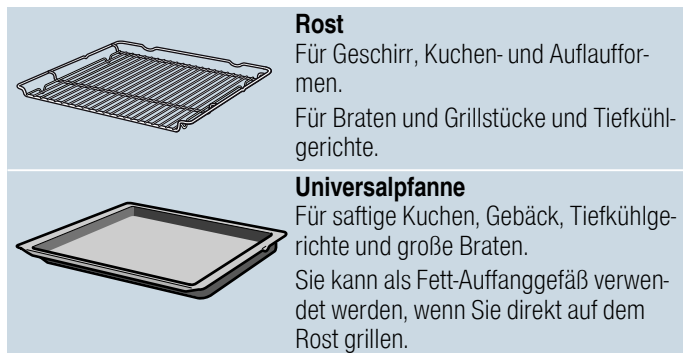 Rost
Für Geschirr, Kuchen- und Auflauffor-
men.
Für Braten und Grillstücke und Tiefkühl-
gerichte.
Universalpfanne
Für saftige Kuchen, Gebäck, Tiefkühlge-
richte und große Braten.
Sie kann als Fett-Auffanggefäß verwen-
det werden, wenn Sie direkt auf dem
Rost grillen.